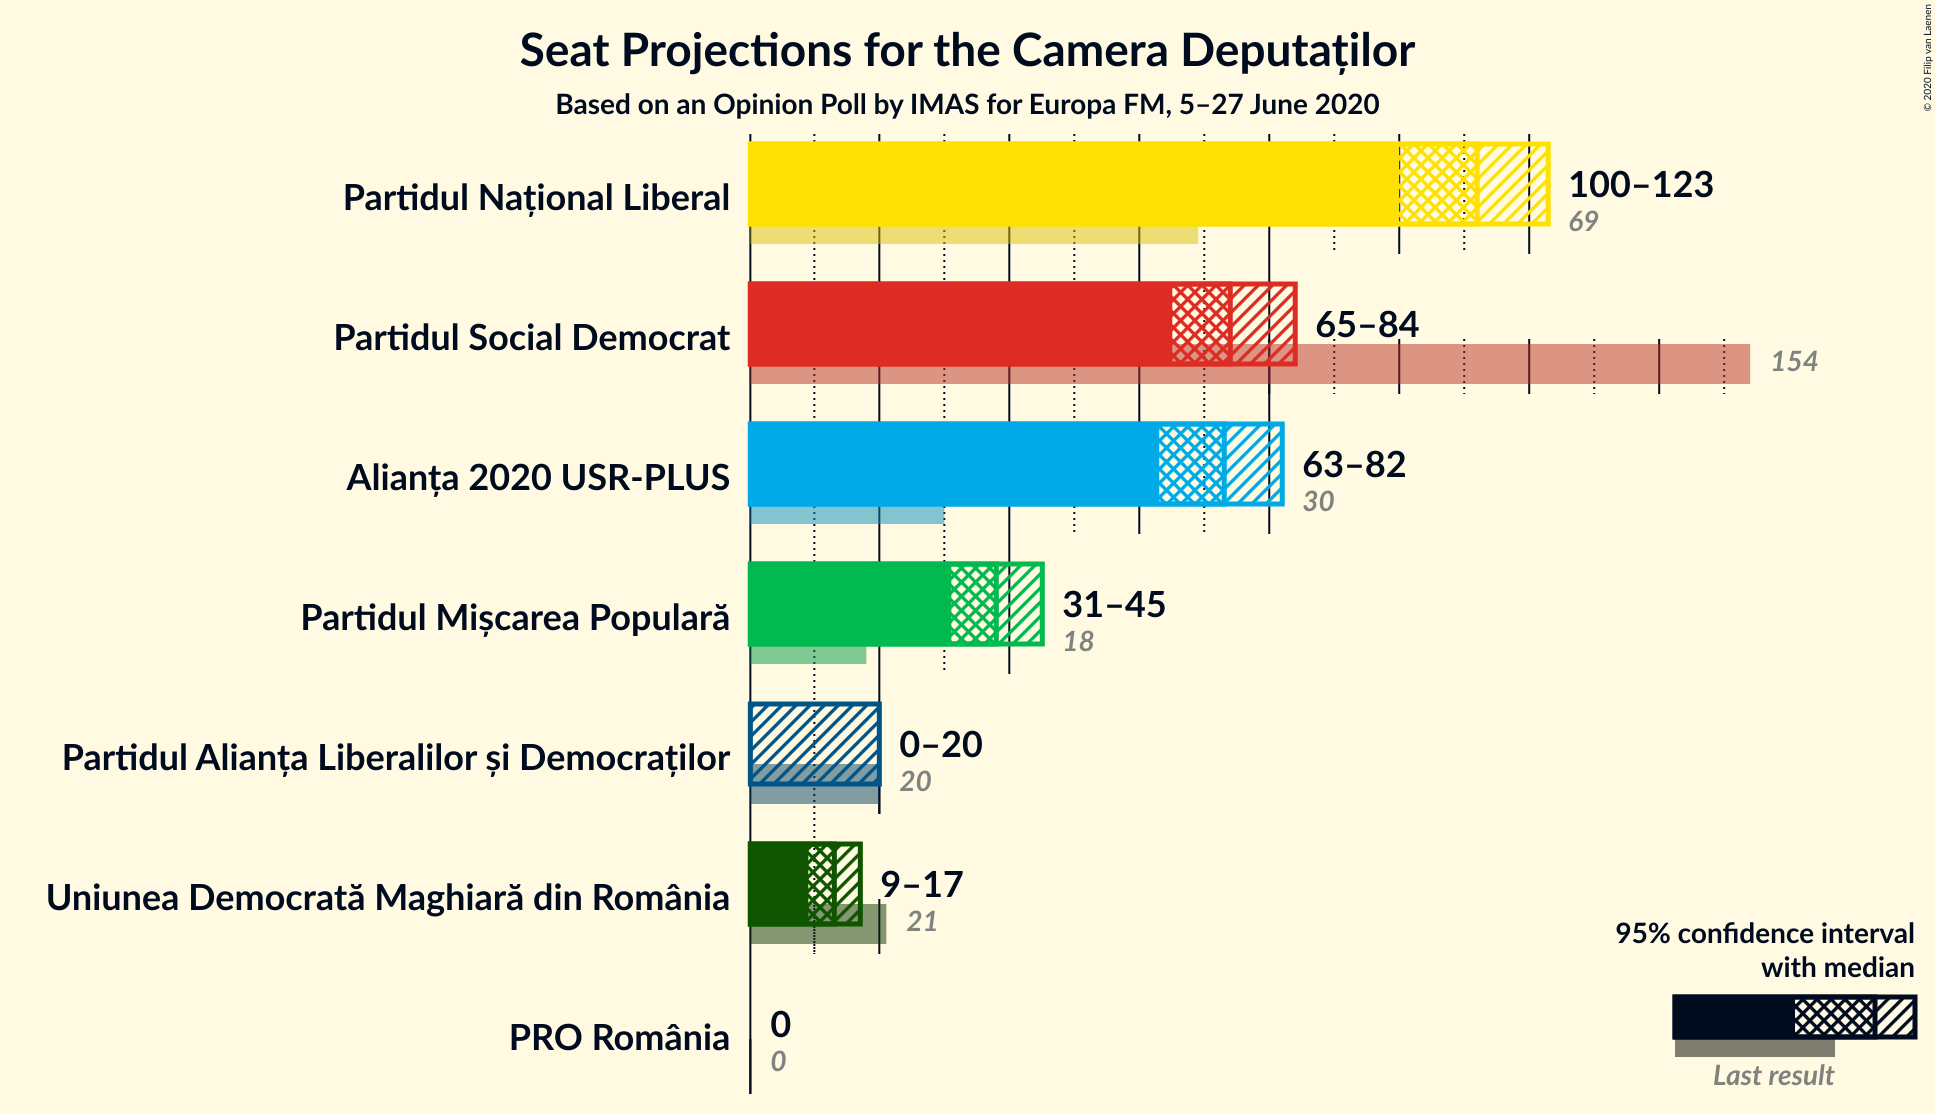 Seat Projections for the Camera Deputaților
Based on an Opinion Poll by IMAS for Europa FM, 5–27 June 2020
© 2020 Filip van Laenen
Partidul Național Liberal
100–123
69
Partidul Social Democrat
65–84
154
Alianța 2020 USR-PLUS
63–82
30
Partidul Mișcarea Populară
31–45
18
Partidul Alianța Liberalilor și Democraților
0–20
20
Uniunea Democrată Maghiară din România
9–17
21
PRO România
0
0
95% confidence interval
with median
Last result